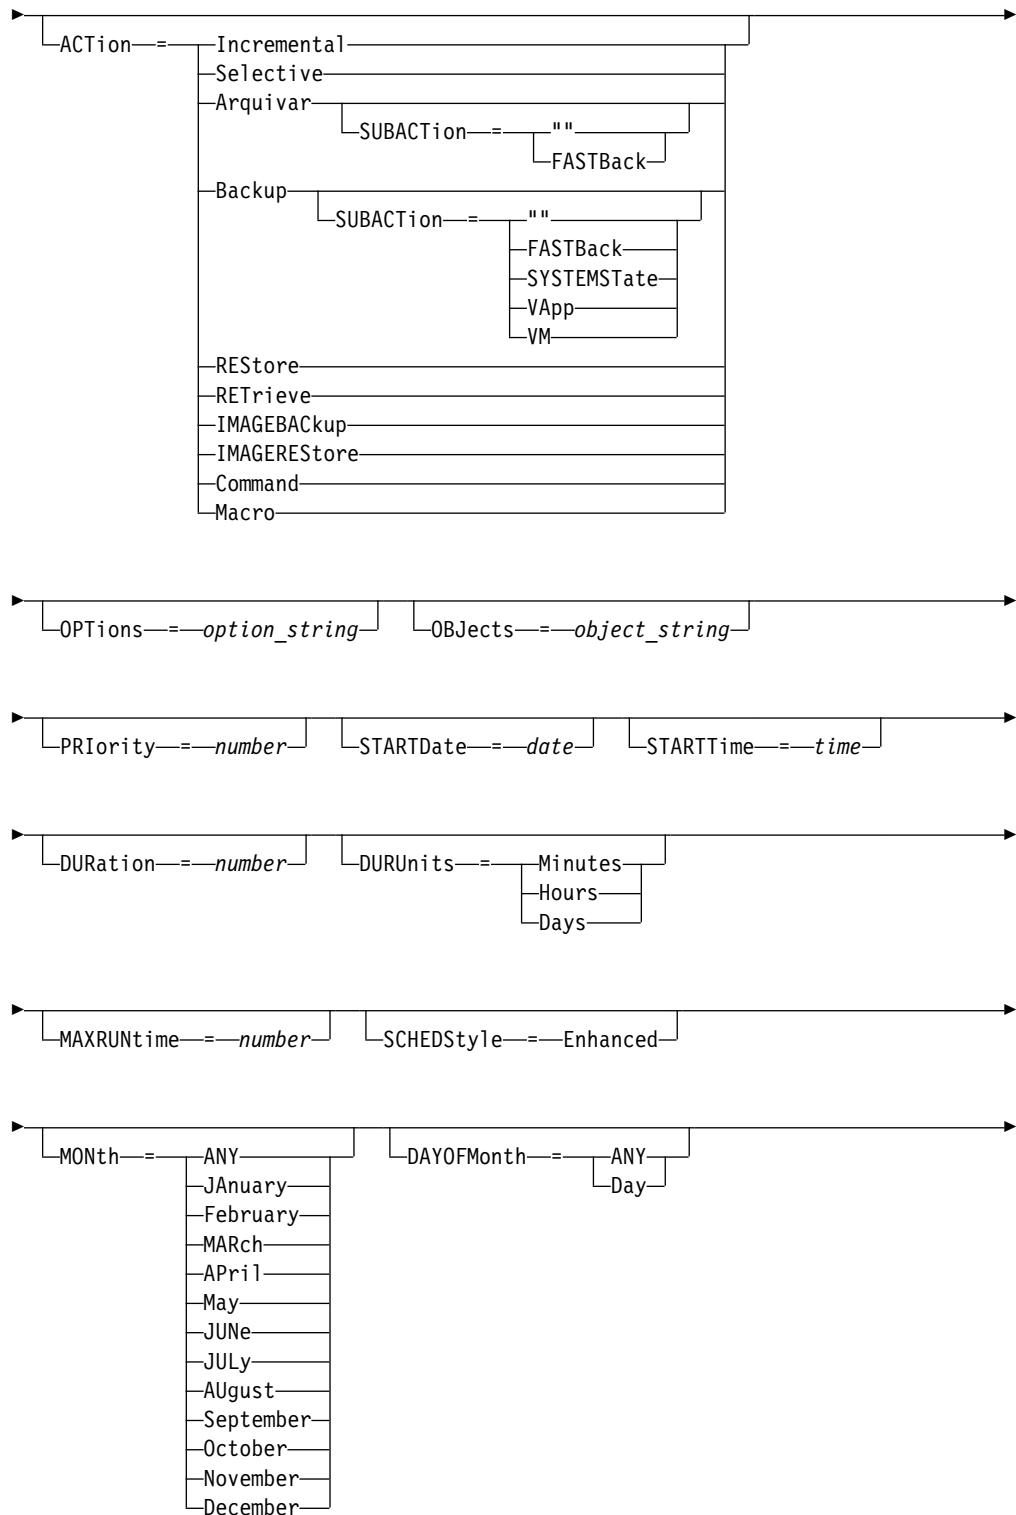 ACTion = Incremental
Selective
Arquivar
SUBACTion = ""
FASTBack
Backup
SUBACTion = ""
FASTBack
SYSTEMSTate
VApp
VM
REStore
RETrieve
IMAGEBACkup
IMAGEREStore
Command
Macro
OPTions = option_string OBJects = object_string
PRIority = number STARTDate = date STARTTime = time
DURation = number DURUnits = Minutes
Hours
Days
MAXRUNtime = number SCHEDStyle = Enhanced
MONth = ANY DAYOFMonth = ANY
JAnuary Day
February
MARch
APril
May
JUNe
JULy
AUgust
September
October
November
December